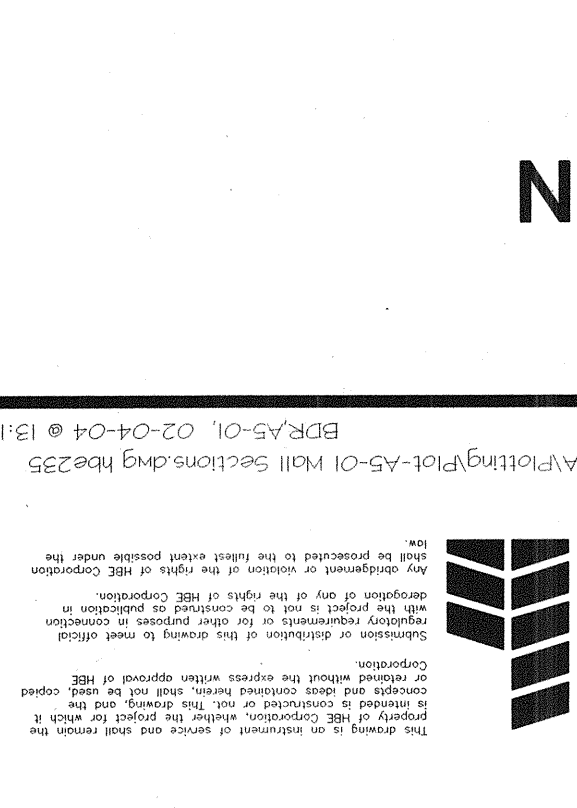 This drawing is an instrument of service and shall remain the
property of HBE Corporation, whether the project for which it
is intended is constructed or not. This drawing, and the
concepts and ideas contained herein, shall not be used, copied
or retained without the express written approval of HBE
Corporation.
Submission or distribution of this drawing to meet official
regulatory requirements or for other purposes in connection
with the project is not to be construed as publication in
derogation of any of the rights of HBE Corporation.
Any abridgement or violation of the rights of HBE Corporation
shall be prosecuted to the fullest extent possible under the
law.
A\Plotting\Plot-A5-01 Wall Sections.dwg hbe235
BDR,A5-01, 02-04-04 @ 13:1
N